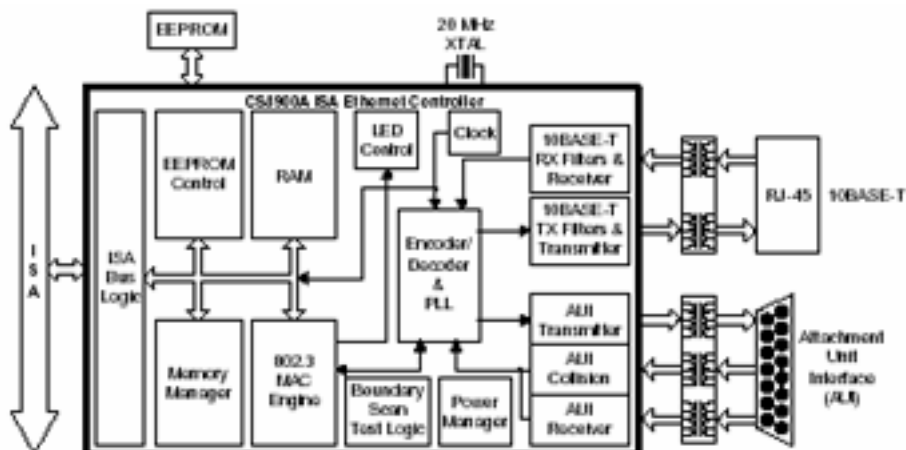 EEPROM
20 MHz
XTAL
CS8900A ISA Ethernet Controller
ISA
ISA
Bus
Logic
EEPROM
Control
RAM
LED
Control
Clock
10BASE-T
RX Filters &
Receiver
10BASE-T
TX Filters &
Transmitter
RJ-45
10BASE-T
Encoder/
Decoder
&
PLL
Memory
Manager
802.3
MAC
Engine
Boundary
Scan
Test Logic
Power
Manager
AUI
Transmitter
AUI
Collision
AUI
Receiver
Attachment
Unit
Interface
(AUI)